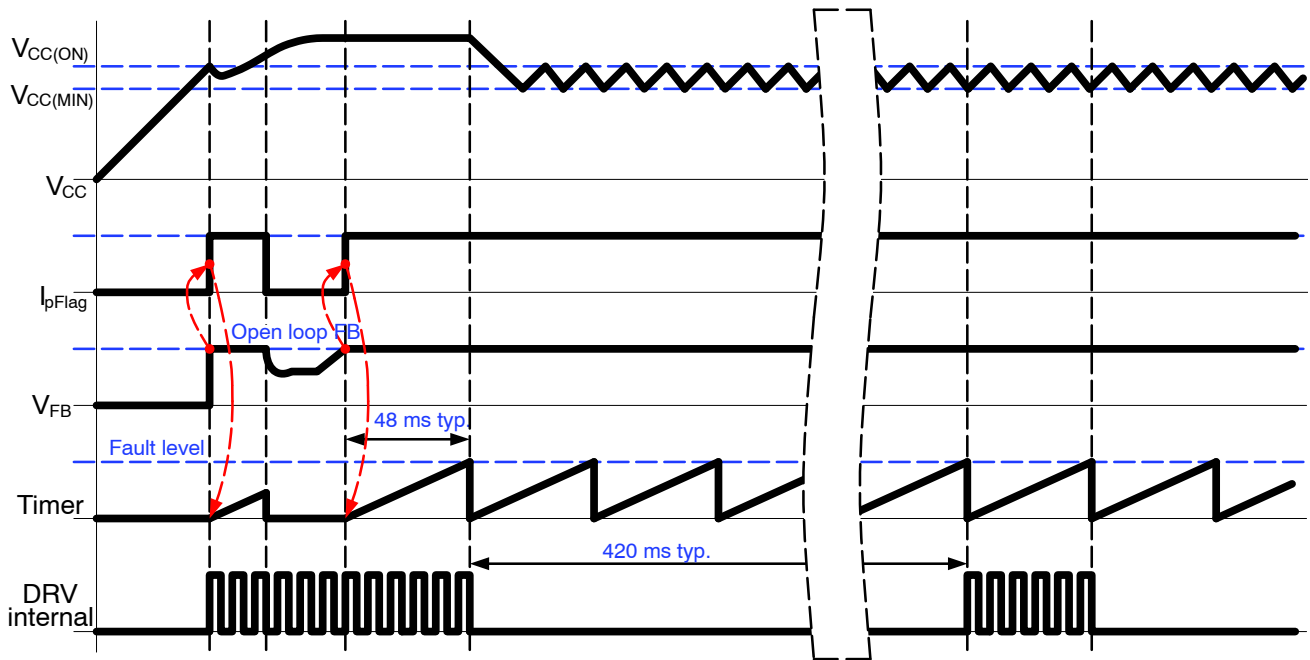 VCC(ON)
VCC(MIN)
VCC
IpFlag
Open loop FB
VFB
48 ms typ.
Fault level
Timer
420 ms typ.
DRV
internal